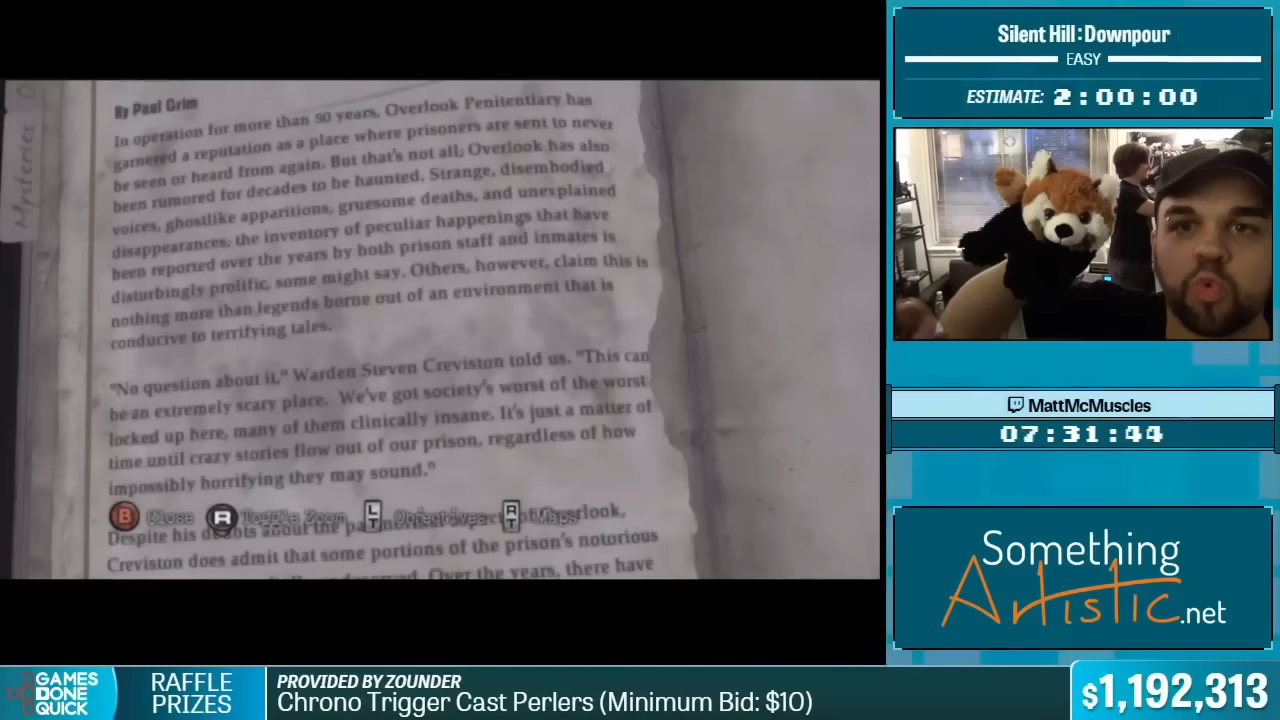 Mysteries
By Paul Grim
In operation for more than 50 years, Overlook Penitentiary has
garnered a reputation as a place where prisoners are sent to never
be seen or heard from again. But that's not all, Overlook has also
been rumored for decades to be haunted. Strange, disembodied
voices, ghostlike apparitions, gruesome deaths, and unexplained
disappearances, the inventory of peculiar happenings that have
been reported over the years by both prison staff and inmates is
disturbingly prolific, some might say. Others, however, claim this is
nothing more than legends borne out of an environment that is
conducive to terrifying tales.
"No question about it," Warden Steven Creviston told us. "This can
be an extremely scary place. We've got society's worst of the worst
locked up here, many of them clinically insane. It's just a matter of
time until crazy stories flow out of our prison, regardless of how
impossibly horrifying they may sound."
B Close R Toggle Zoom LT Objectives RT Maps
Despite his doubts about the of Overlook,
Creviston does admit that some portions of the prison's notorious
Over the years, there have
Silent Hill: Downpour
EASY
ESTIMATE: 2:00:00
MattMcMuscles
07:31:44
Something
Artistic.net
GAMES
DONE
QUICK
RAFFLE
PRIZES
PROVIDED BY ZOUNDER
Chrono Trigger Cast Perlers (Minimum Bid: $10)
$1,192,313